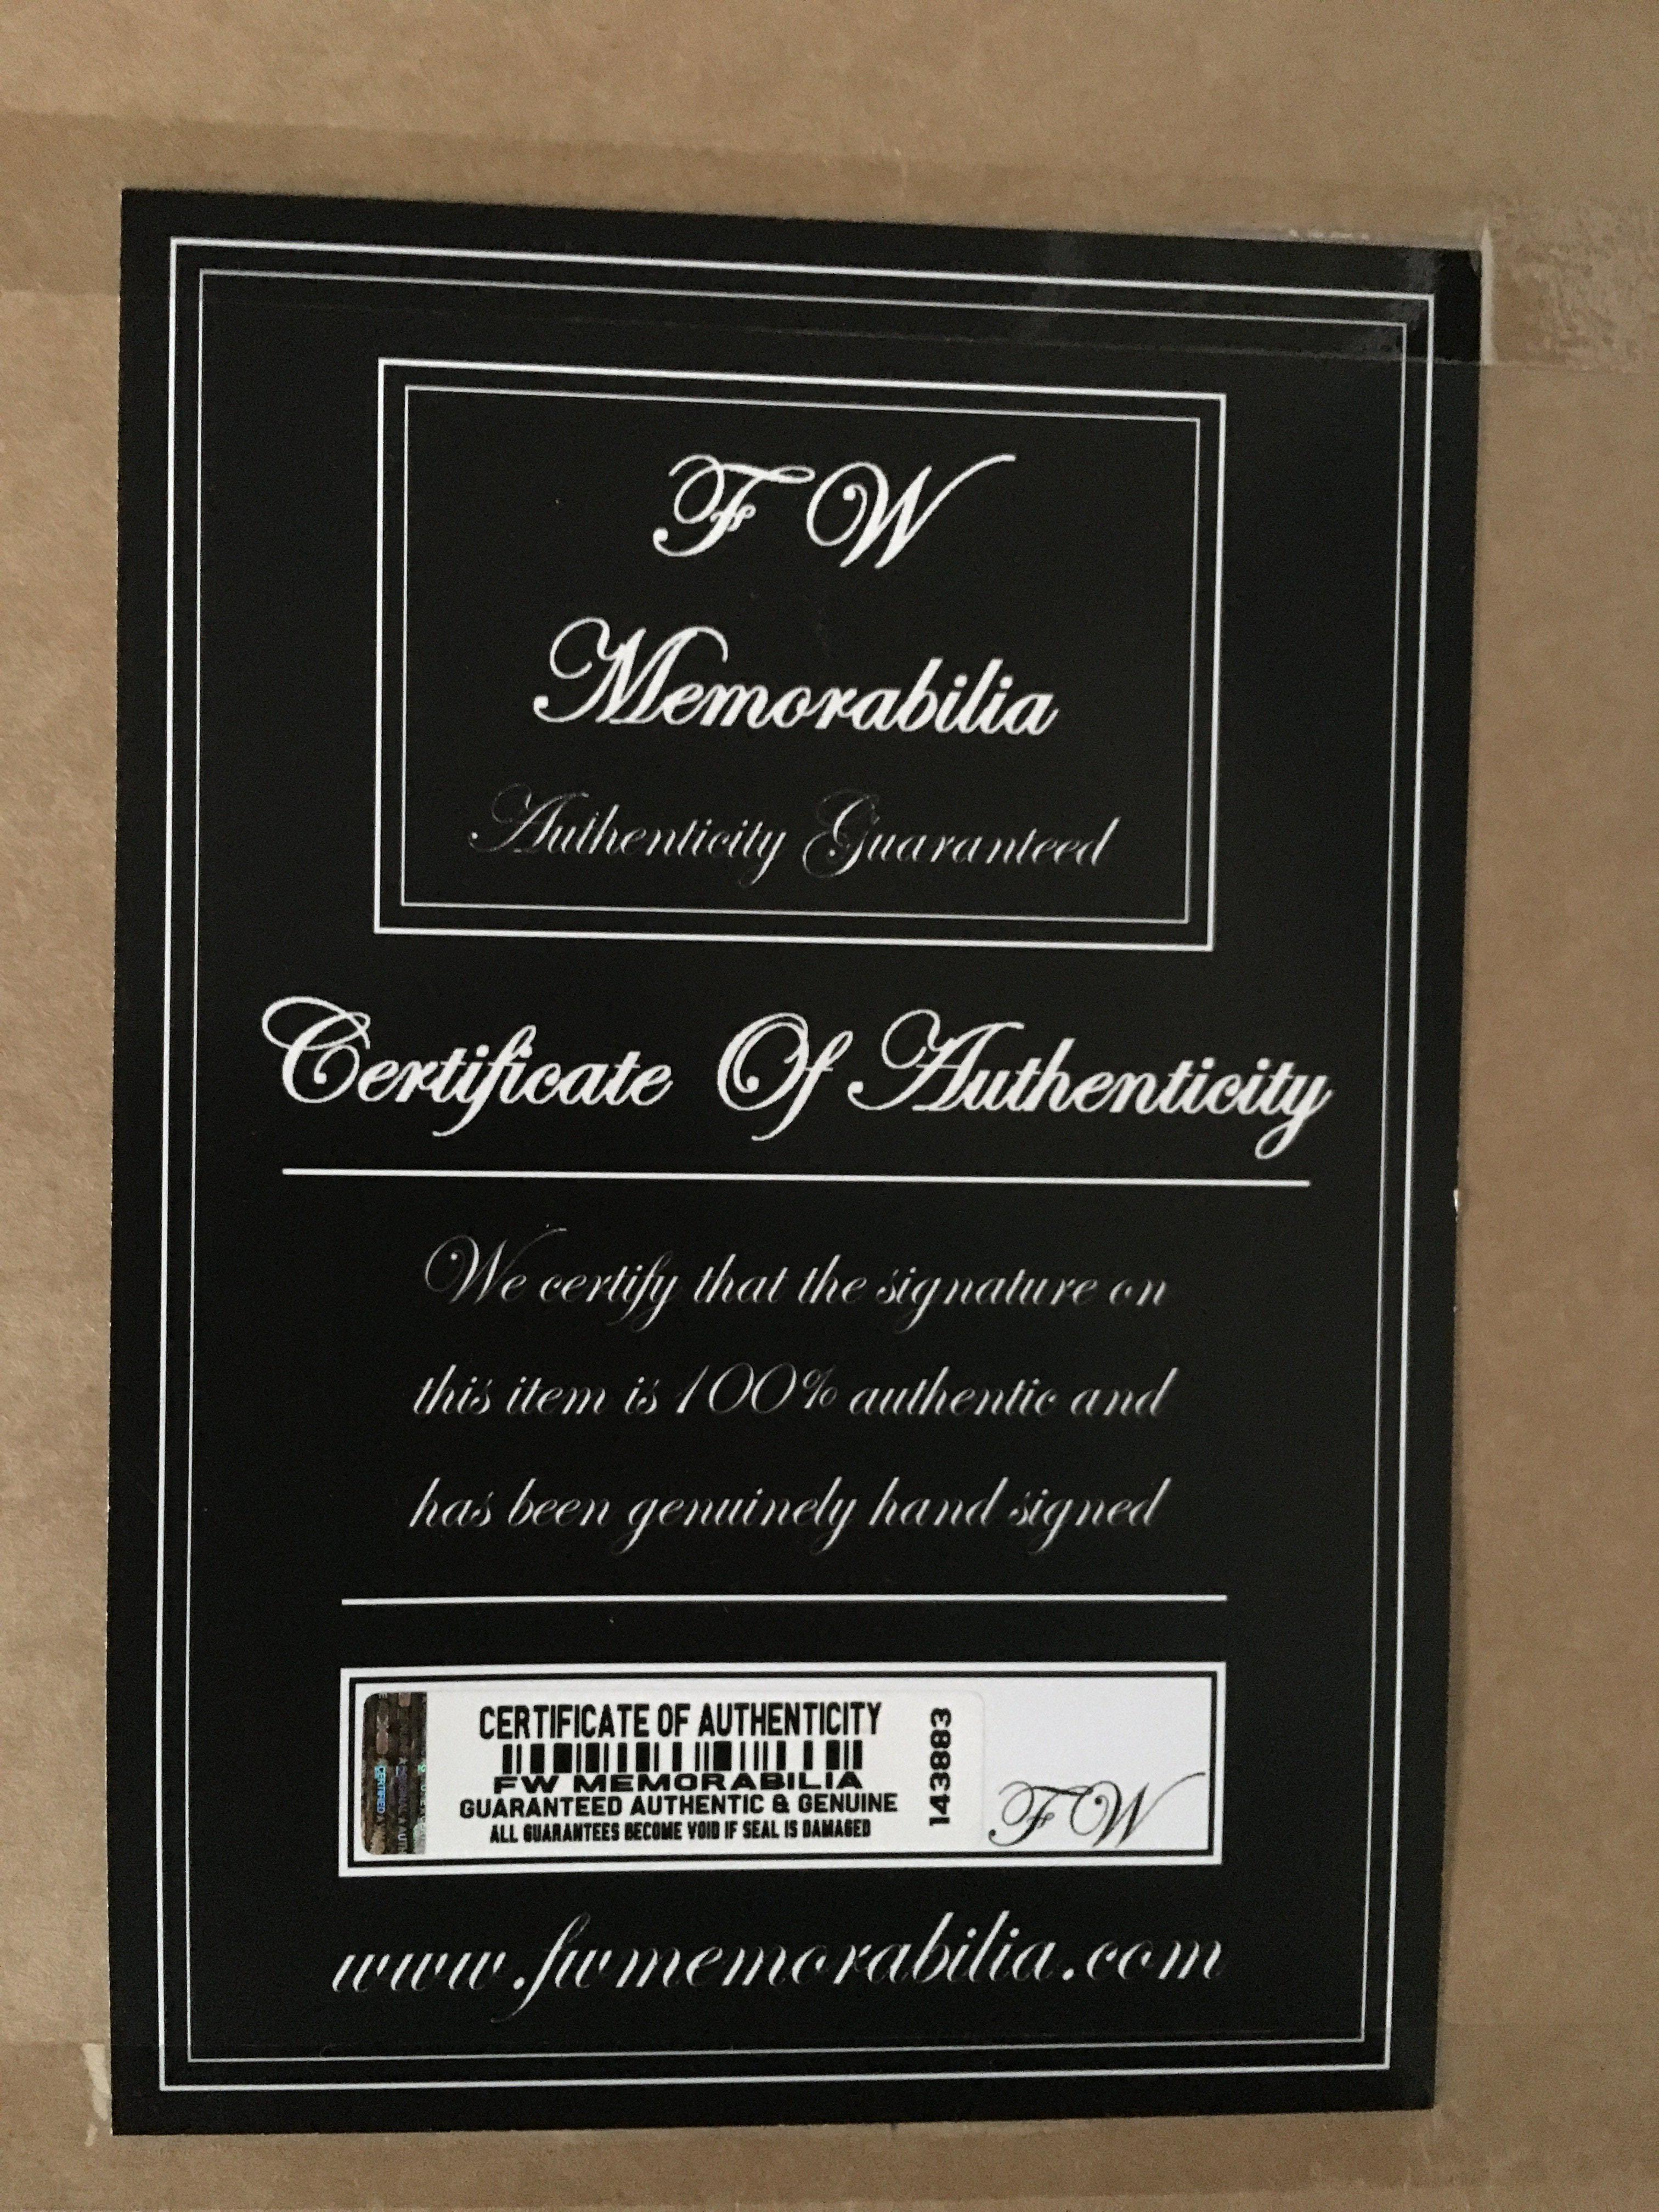 F W
Memorabilia
Authenticity Guaranteed
Certificate Of Authenticity
We certify that the signature on
this item is 100% authentic and
has been genuinely hand signed
CERTIFICATE OF AUTHENTICITY
FW MEMORABILIA
GUARANTEED AUTHENTIC & GENUINE
ALL GUARANTEES BECOME VOID IF SEAL IS DAMAGED
143883
FW
www.fwmemorabilia.com